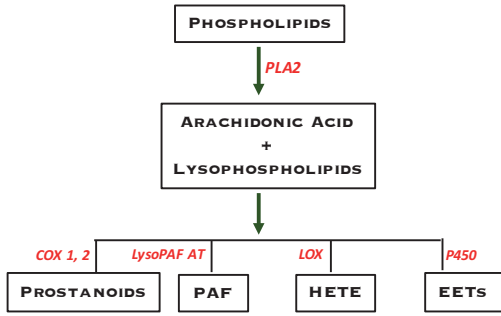 Phospholipids
PLA2
Arachidonic Acid
+
Lysophospholipids
COX 1, 2
LysoPAF AT
LOX
P450
Prostanoids
PAF
HETE
EETs